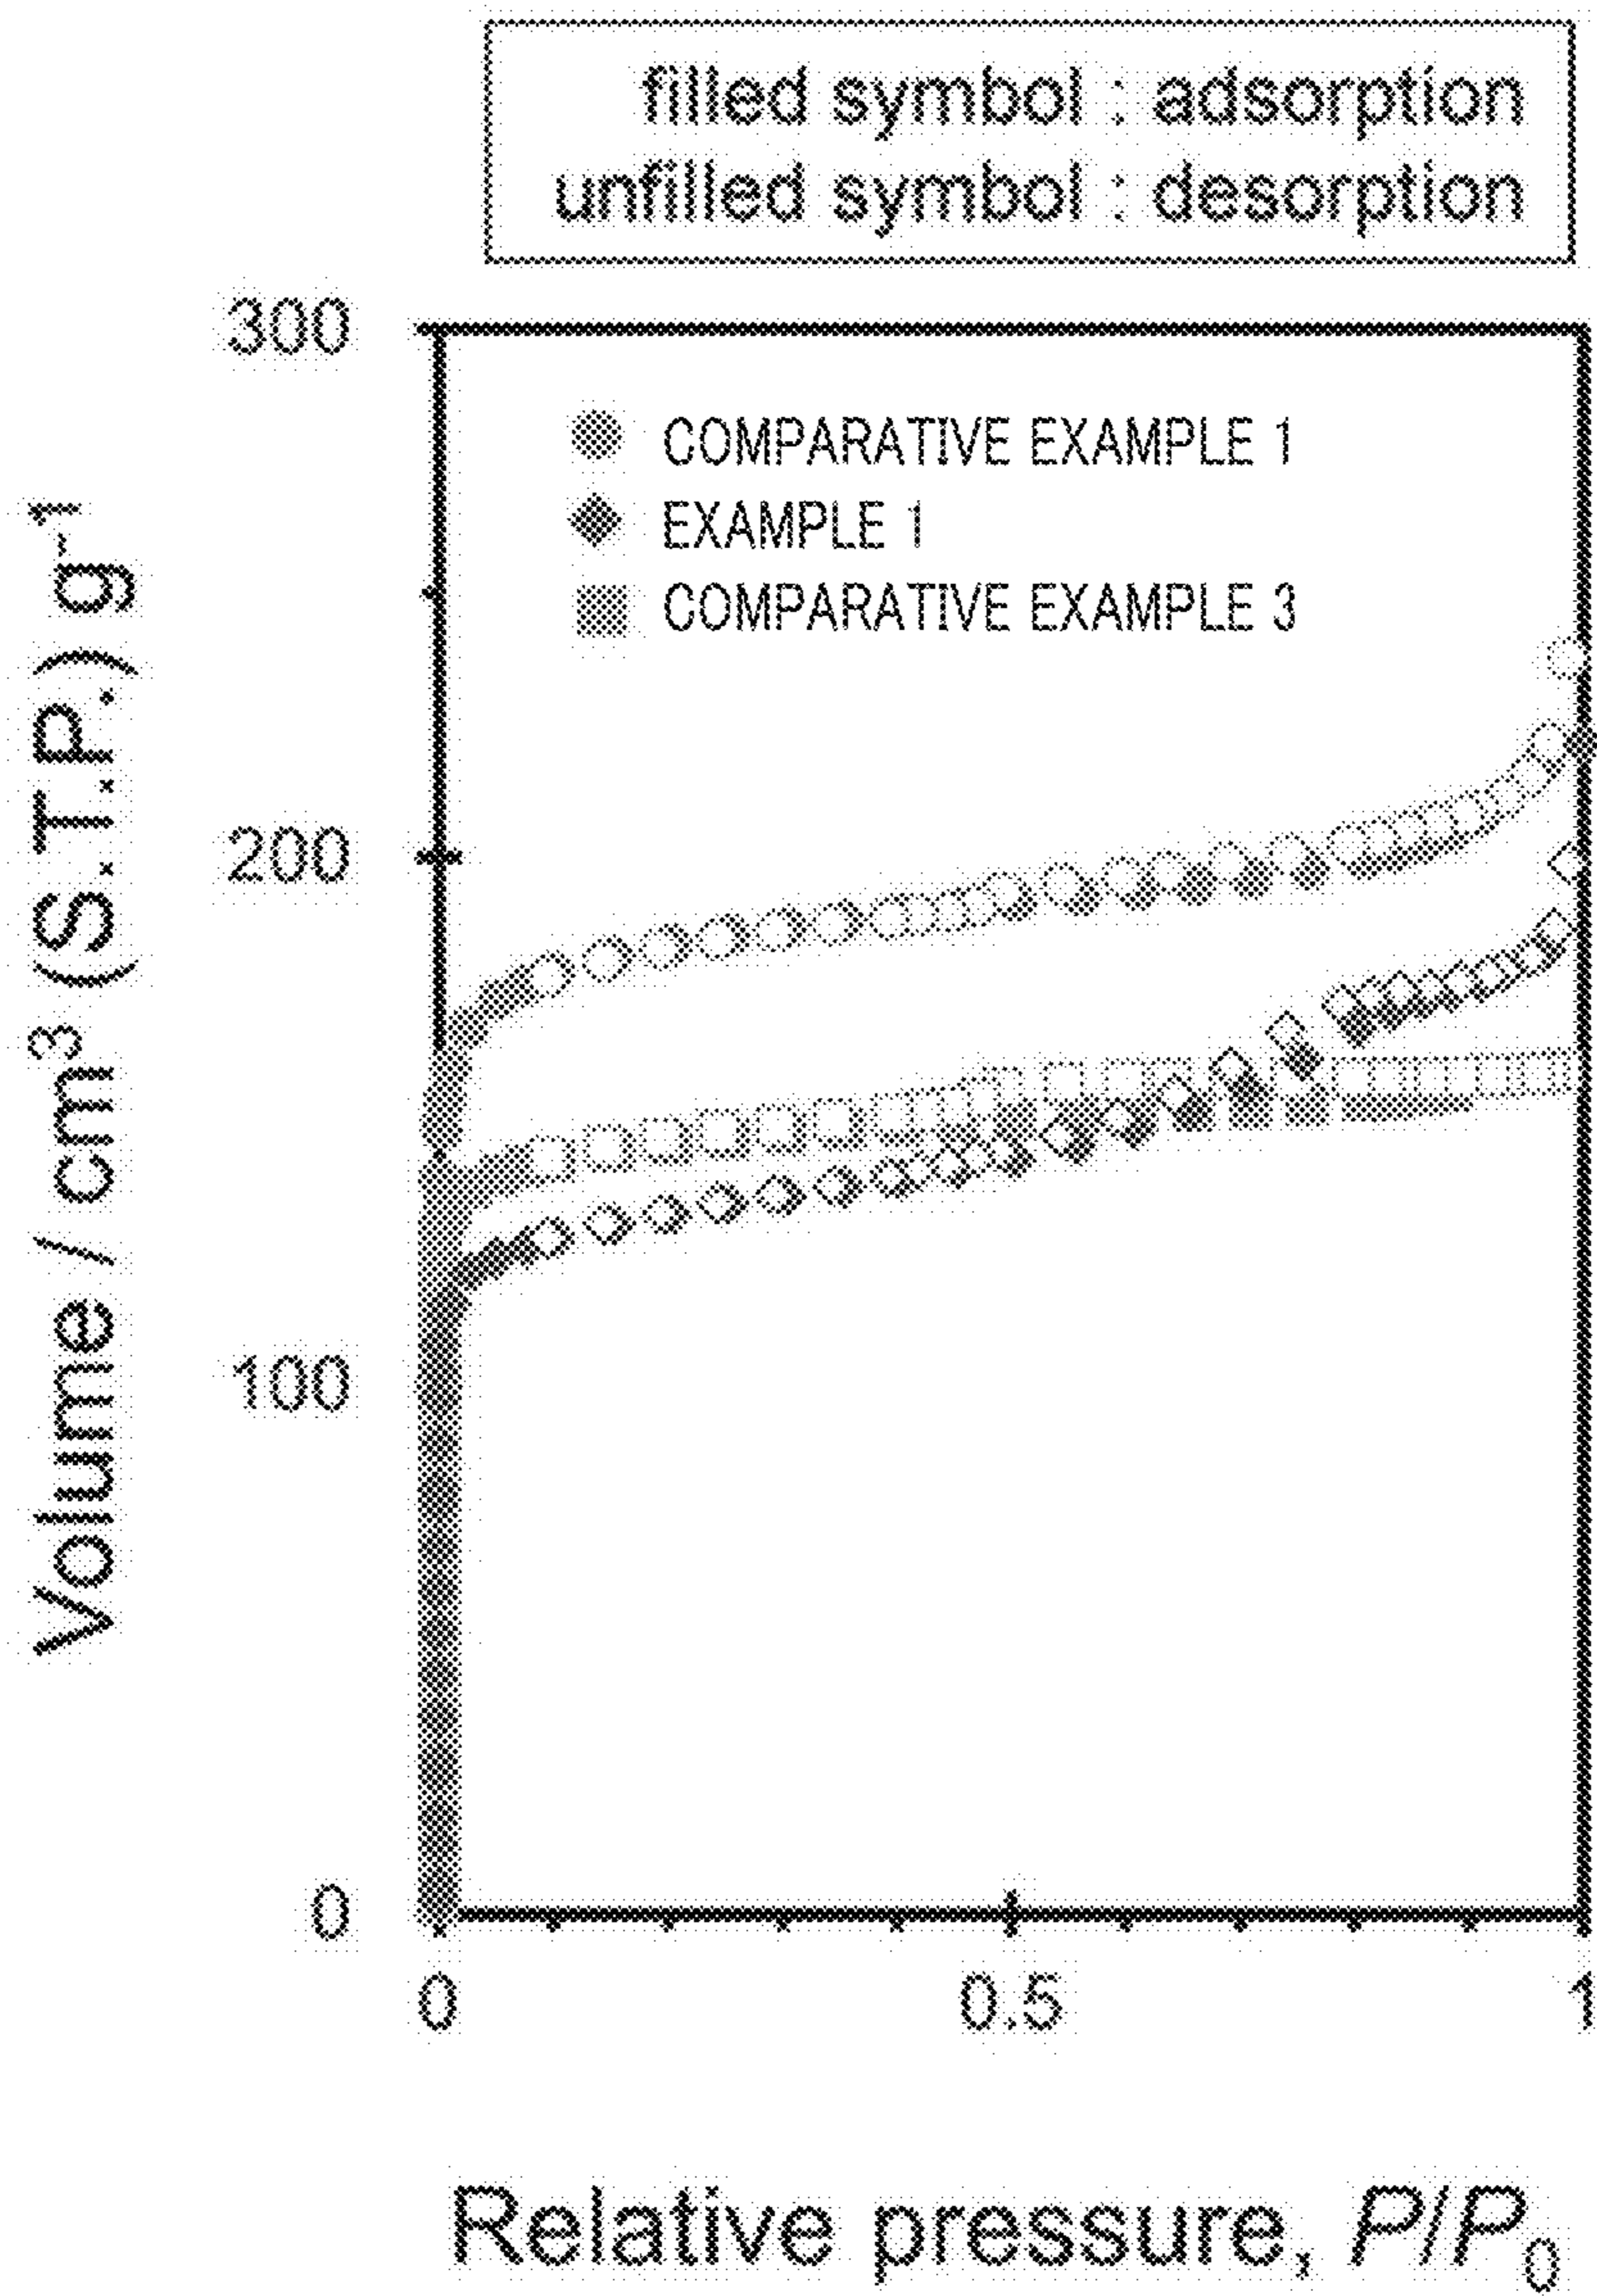 filled symbol : adsorption
unfilled symbol : desorption
300
COMPARATIVE EXAMPLE 1
EXAMPLE 1
COMPARATIVE EXAMPLE 3
200
100
0
Volume / cm³ (S.T.P.) g⁻¹
0
0.5
1
Relative pressure, P/P₀